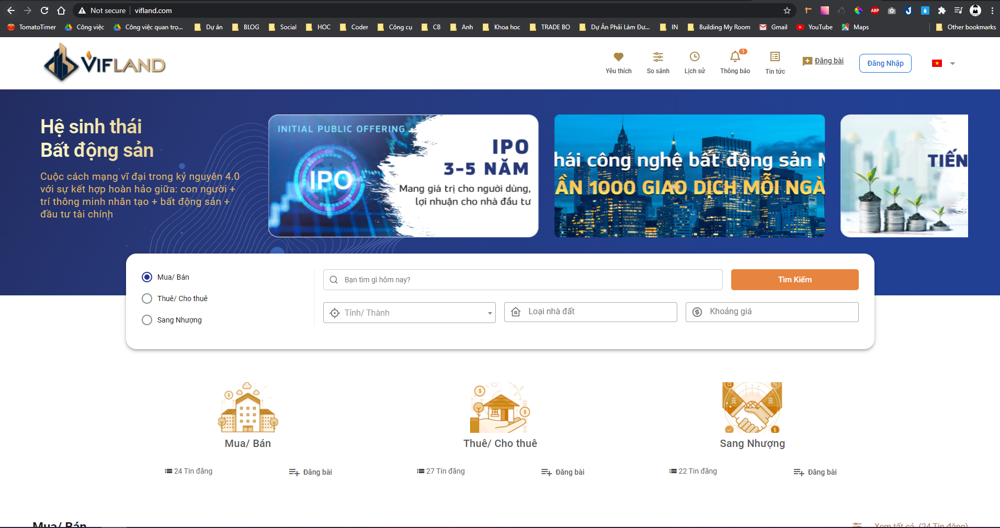 Not secure
vifland.com
ABP
TomatoTimer
Công việc
Công việc quan trọ...
Dự án
BLOG
Social
HOC
Coder
Công cụ
CB
Anh
Khoa hoc
TRADE BO
Dự Án Phải Làm Đư...
IN
Building My Room
Gmail
YouTube
Maps
Other bookmarks
VIFLAND
Yêu thích
So sánh
Lịch sử
1
Thông báo
Tin tức
Đăng bài
Đăng Nhập
Hệ sinh thái
Bất động sản
Cuộc cách mạng vĩ đại trong kỷ nguyên 4.0
với sự kết hợp hoàn hảo giữa: con người +
trí thông minh nhân tạo + bất động sản +
đầu tư tài chính
INITIAL PUBLIC OFFERING
IPO
IPO
3-5 NĂM
Mang giá trị cho người dùng,
lợi nhuận cho nhà đầu tư
hái công nghệ bất động sản N
ẦN 1000 GIAO DỊCH MỖI NGÀ
TIẾN
Mua/ Bán
Thuê/ Cho thuê
Sang Nhượng
Bạn tìm gì hôm nay?
Tìm Kiếm
Tỉnh/ Thành
Loại nhà đất
Khoảng giá
Mua/ Bán
24 Tin đăng
Đăng bài
Thuê/ Cho thuê
27 Tin đăng
Đăng bài
Sang Nhượng
22 Tin đăng
Đăng bài
Mua/ Bán
Xem tất cả (24 Tin đăng)